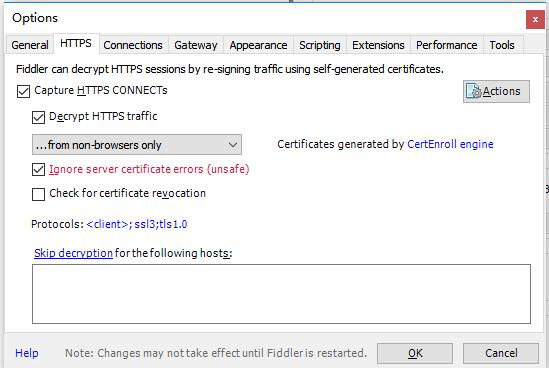 Options
x
General HTTPS Connections Gateway Appearance Scripting Extensions Performance Tools
Fiddler can decrypt HTTPS sessions by re-signing traffic using self-generated certificates.
Capture HTTPS CONNECTs
Actions
Decrypt HTTPS traffic
...from non-browsers only
Certificates generated by CertEnroll engine
Ignore server certificate errors (unsafe)
Check for certificate revocation
Protocols: <client>;ssl3;tls1.0
Skip decryption for the following hosts:
Help
Note: Changes may not take effect until Fiddler is restarted.
OK
Cancel